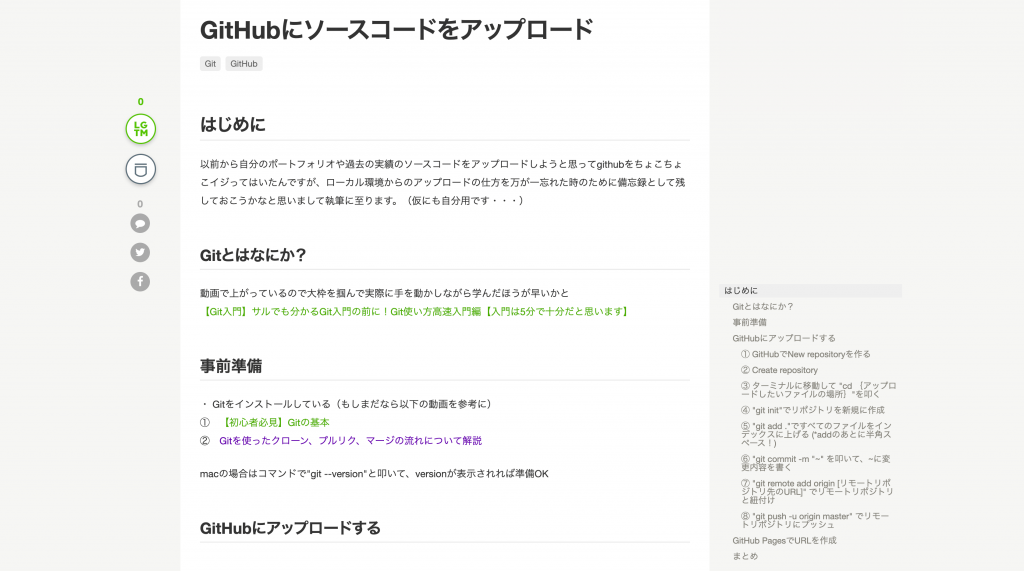 GitHubにソースコードをアップロード
Git GitHub
0
LG
TM
0
はじめに
以前から自分のポートフォリオや過去の実績のソースコードをアップロードしようと思ってgithubをちょこちょ
こイジってはいたんですが、ローカル環境からのアップロードの仕方を万が一忘れた時のために備忘録として残
しておこうかなと思いまして執筆に至ります。（仮にも自分用です・・・）
Gitとはなにか？
動画で上がっているので大枠を掴んで実際に手を動かしながら学んだほうが早いかと
【Git入門】サルでも分かるGit入門の前に！Git使い方高速入門編【入門は5分で十分だと思います】
事前準備
・ Gitをインストールしている（もしまだなら以下の動画を参考に）
① 【初心者必見】Gitの基本
② Gitを使ったクローン、プルリク、マージの流れについて解説
macの場合はコマンドで"git --version"と叩いて、versionが表示されれば準備OK
GitHubにアップロードする
はじめに
Gitとはなにか？
事前準備
GitHubにアップロードする
① GitHubでNew repositoryを作る
② Create repository
③ ターミナルに移動して "cd ｛アップロ
ードしたいファイルの場所｝"を叩く
④ "git init"でリポジトリを新規に作成
⑤ "git add ."ですべてのファイルをイン
デックスに上げる ("addのあとに半角ス
ペース！)
⑥ "git commit -m "~" を叩いて、~に変
更内容を書く
⑦ "git remote add origin [リモートリポ
ジトリ先のURL]" でリモートリポジトリ
と紐付け
⑧ "git push -u origin master" でリモー
トリポジトリにプッシュ
GitHub PagesでURLを作成
まとめ